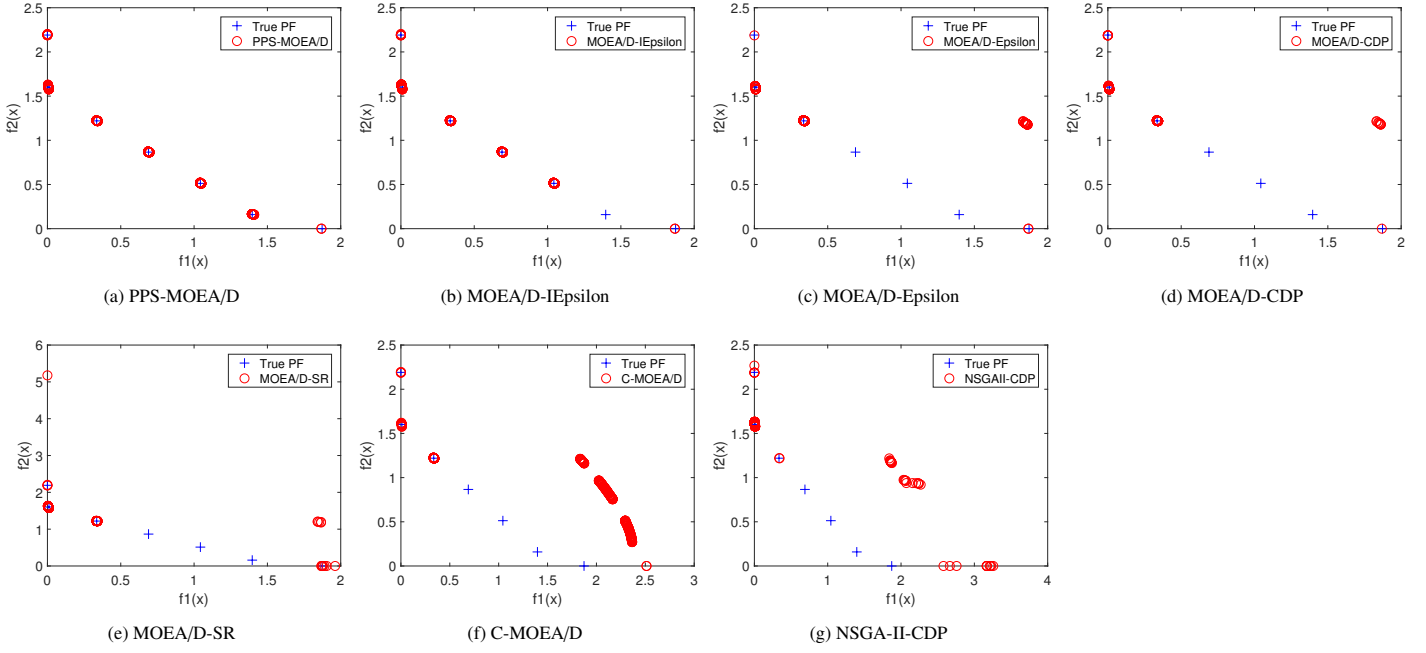 2.5
2
1.5
1
0.5
0
f2(x)
0 0.5 1 1.5 2
f1(x)
True PF
PPS-MOEA/D
(a) PPS-MOEA/D
2.5
2
1.5
1
0.5
0
f2(x)
0 0.5 1 1.5 2
f1(x)
True PF
MOEA/D-IEpsilon
(b) MOEA/D-IEpsilon
2.5
2
1.5
1
0.5
0
f2(x)
0 0.5 1 1.5 2
f1(x)
True PF
MOEA/D-Epsilon
(c) MOEA/D-Epsilon
2.5
2
1.5
1
0.5
0
f2(x)
0 0.5 1 1.5 2
f1(x)
True PF
MOEA/D-CDP
(d) MOEA/D-CDP
6
5
4
3
2
1
0
f2(x)
0 0.5 1 1.5 2
f1(x)
True PF
MOEA/D-SR
(e) MOEA/D-SR
2.5
2
1.5
1
0.5
0
f2(x)
0 0.5 1 1.5 2 2.5 3
f1(x)
True PF
C-MOEA/D
(f) C-MOEA/D
2.5
2
1.5
1
0.5
0
f2(x)
0 1 2 3 4
f1(x)
True PF
NSGAII-CDP
(g) NSGA-II-CDP